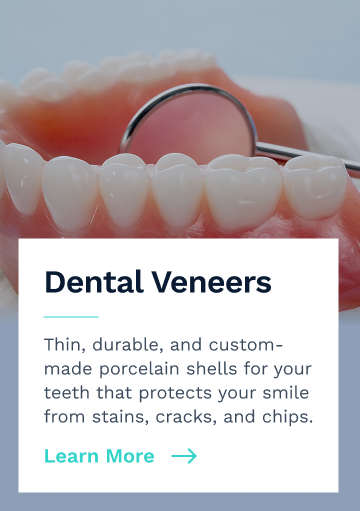 Dental Veneers
Thin, durable, and custom-
made porcelain shells for your
teeth that protects your smile
from stains, cracks, and chips.
Learn More